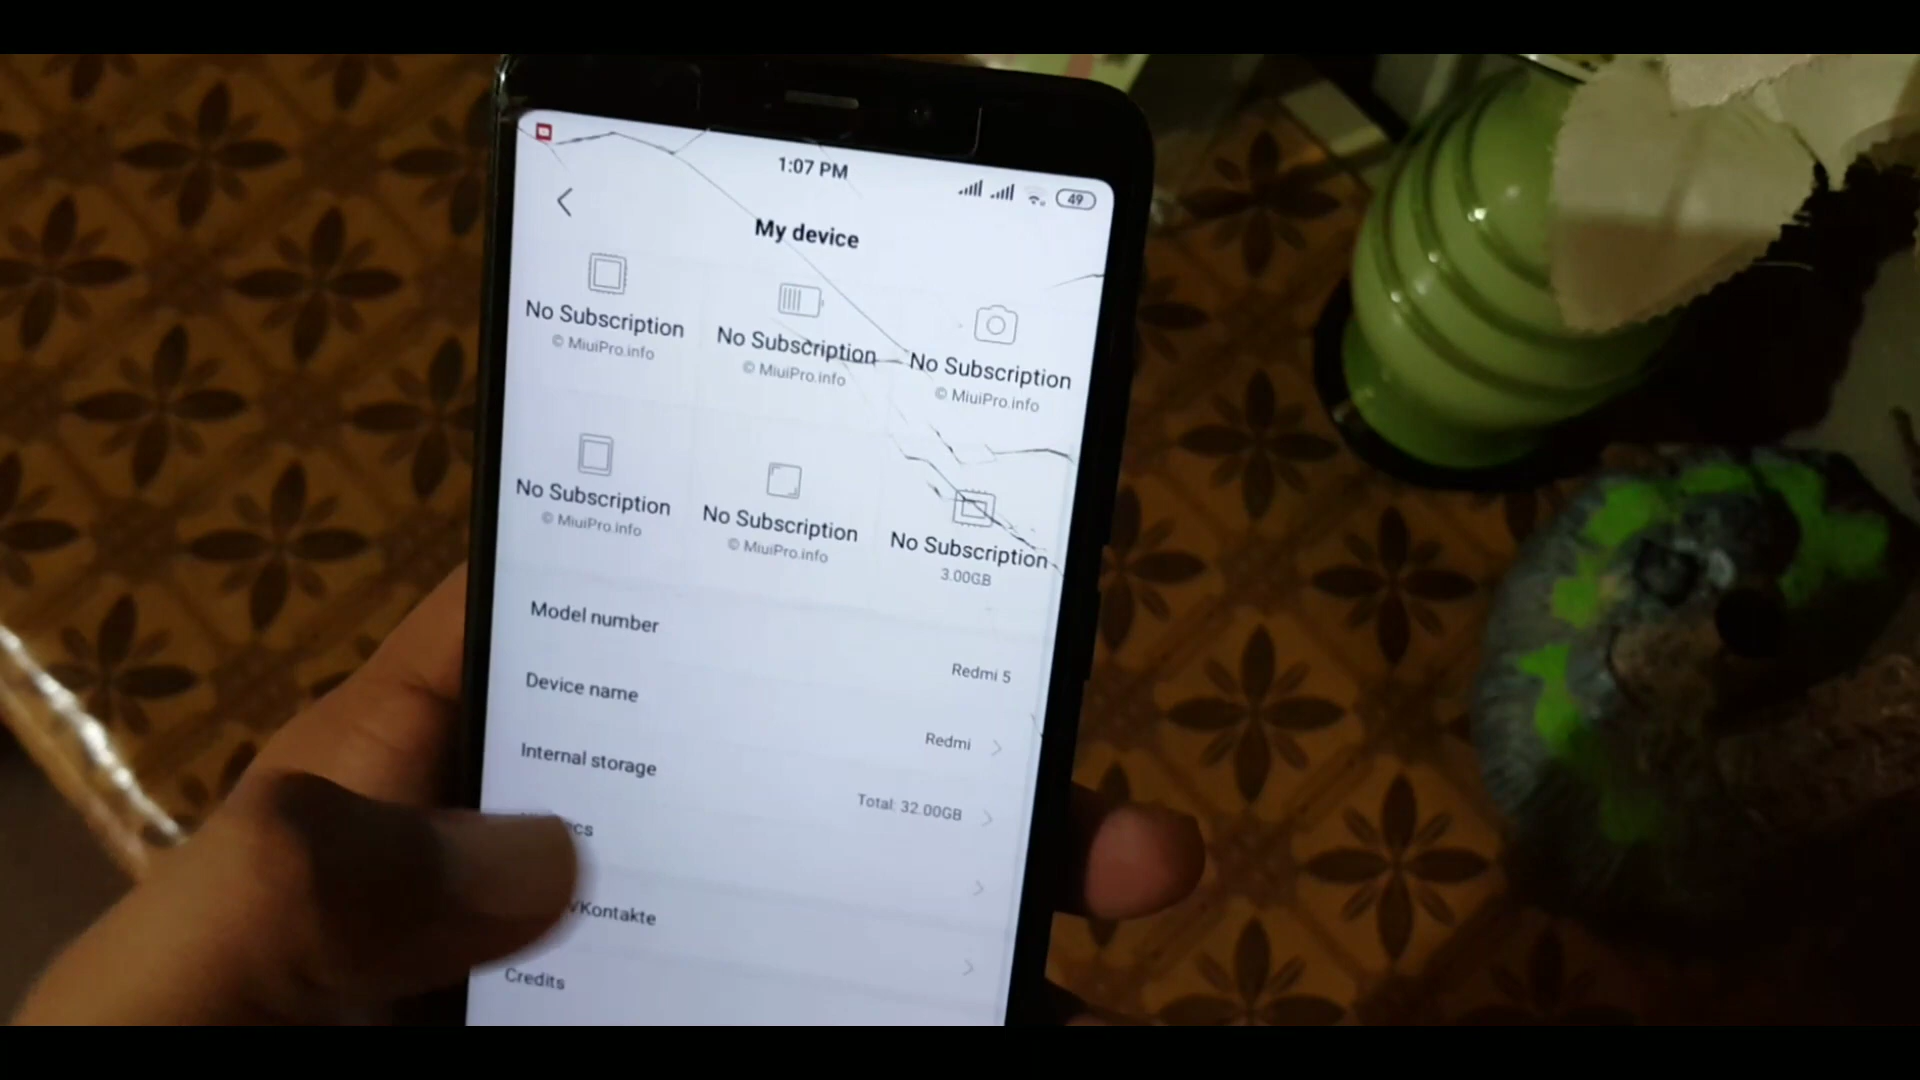 1:07 PM
49
My device
No Subscription
© MiuiPro.info
No Subscription
© MiuiPro.info
No Subscription
© MiuiPro.info
No Subscription
© MiuiPro.info
No Subscription
© MiuiPro.info
No Subscription
3.00GB
Model number
Redmi 5
Device name
Redmi
Internal storage
Total: 32.00GB
/Kontakte
Credits